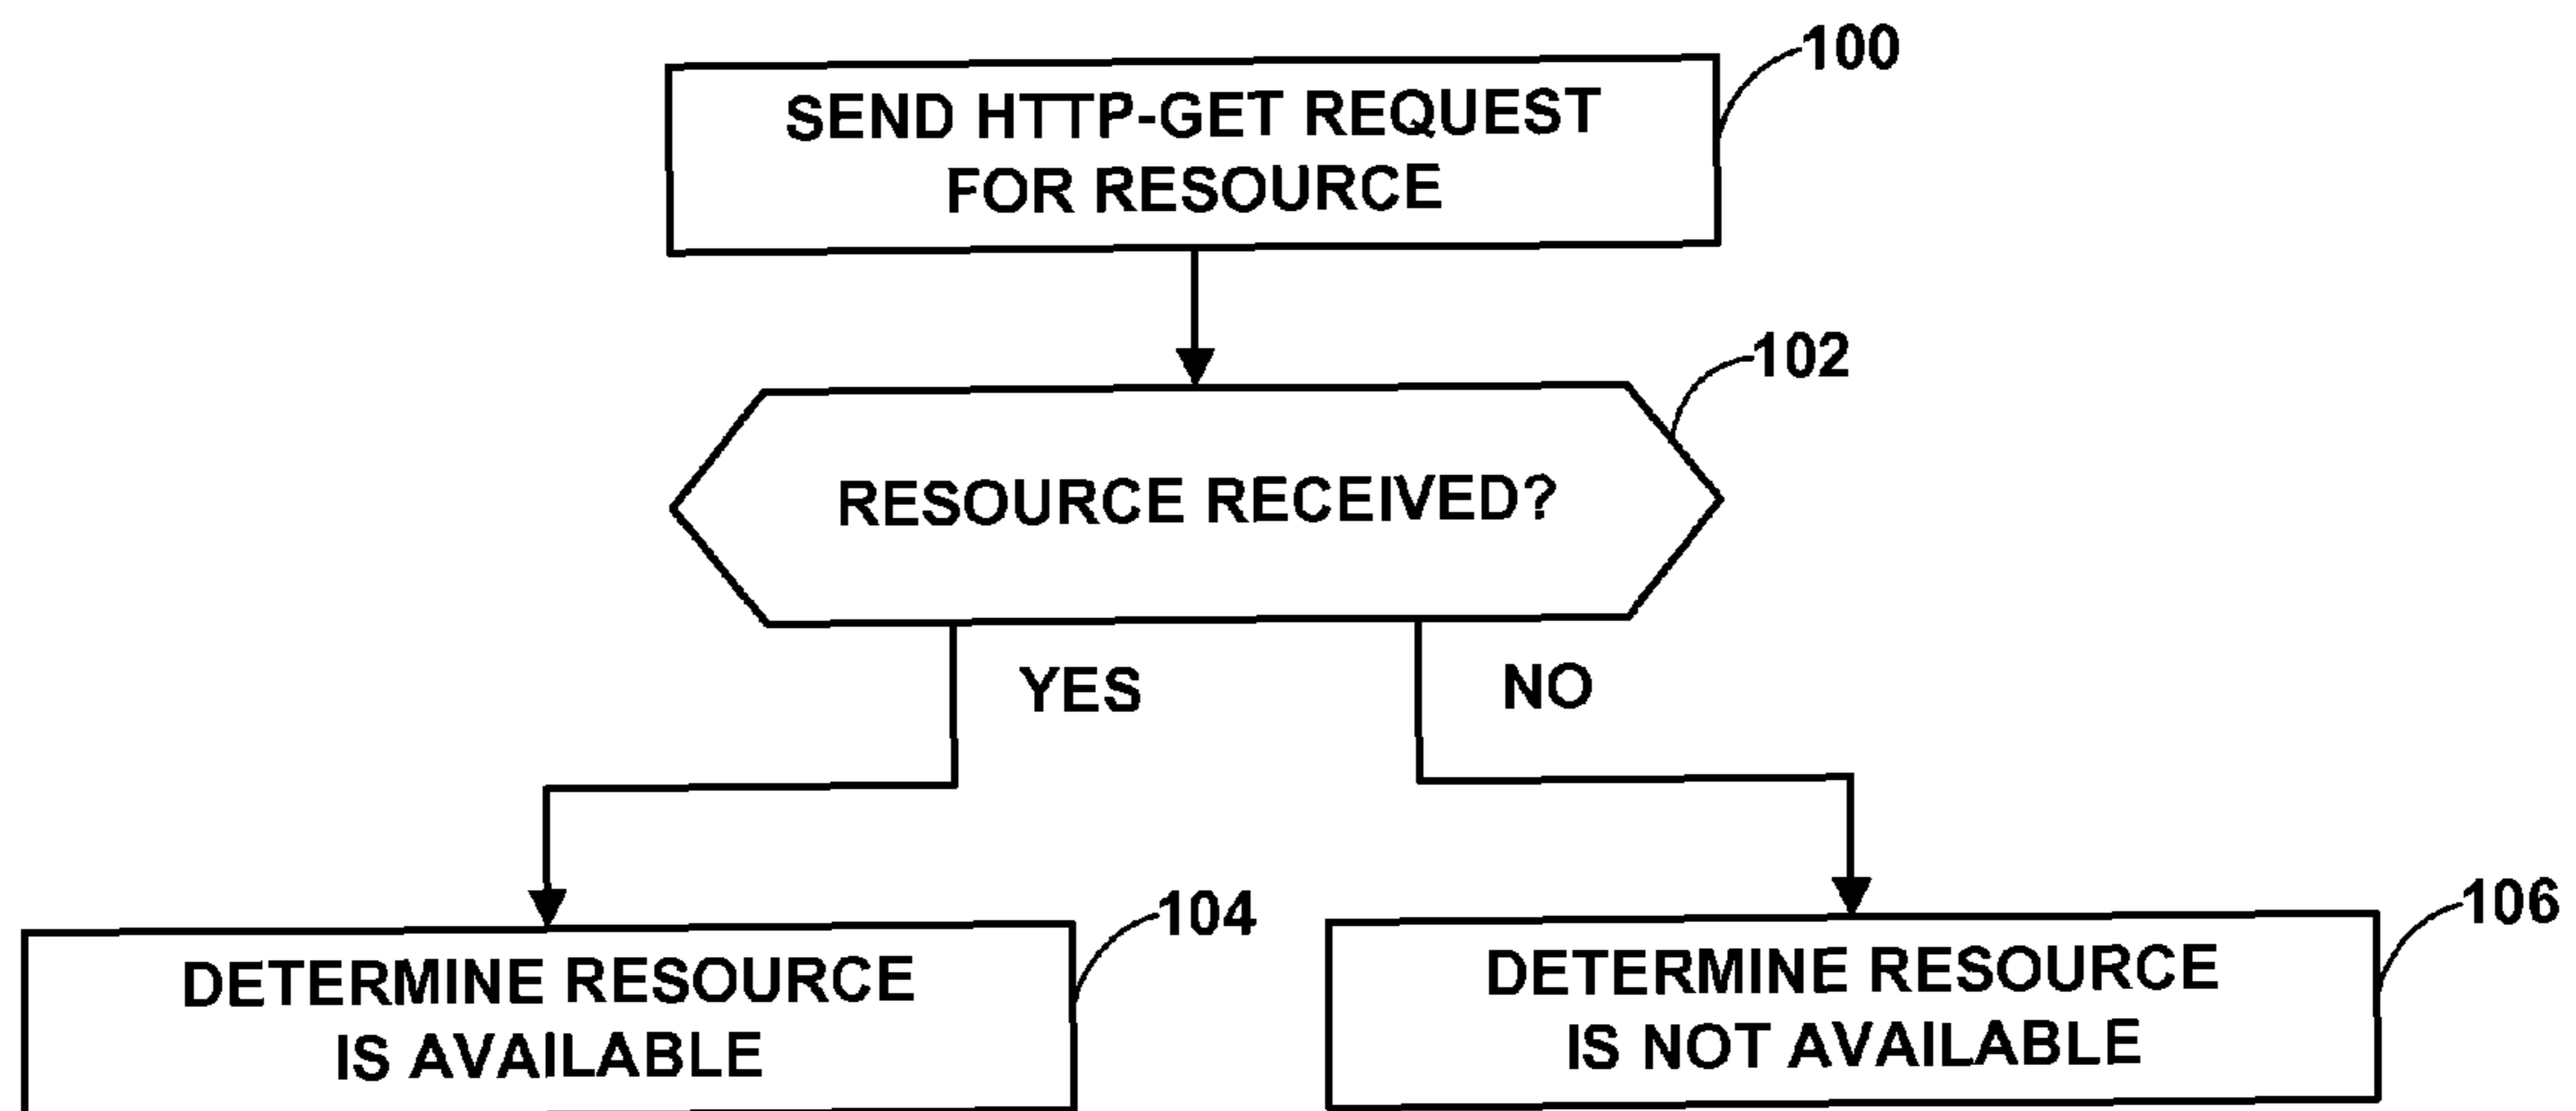 100
SEND HTTP-GET REQUEST
FOR RESOURCE
102
RESOURCE RECEIVED?
YES
NO
104
106
DETERMINE RESOURCE
IS AVAILABLE
DETERMINE RESOURCE
IS NOT AVAILABLE